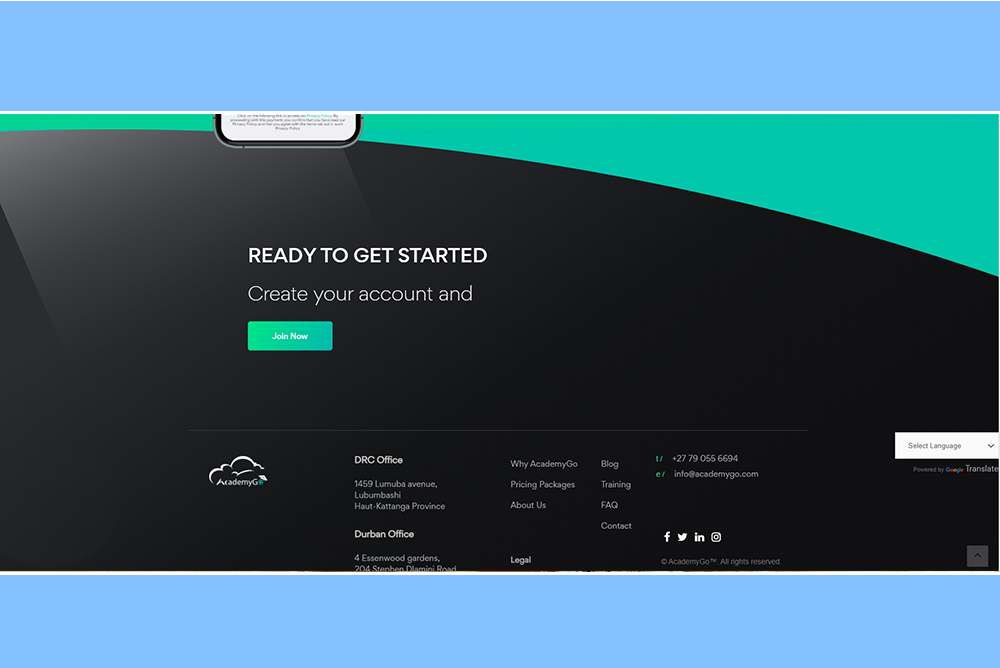 Click on the following link to access our Privacy Policy. By
proceeding with this payment, you confirm that you have read our
Privacy Policy and that you agree with the terms set out in such
Privacy Policy
READY TO GET STARTED
Create your account and
Join Now
Select Language
Powered by Google Translate
AcademyGo
DRC Office
1459 Lumuba avenue,
Lubumbashi
Haut-Kattanga Province
Durban Office
4 Essenwood gardens,
204 Stephen Dlamini Road
Why AcademyGo
Pricing Packages
About Us
Legal
Blog
Training
FAQ
Contact
t / +27 79 055 6694
e / info@academygo.com
© AcademyGo™. All rights reserved